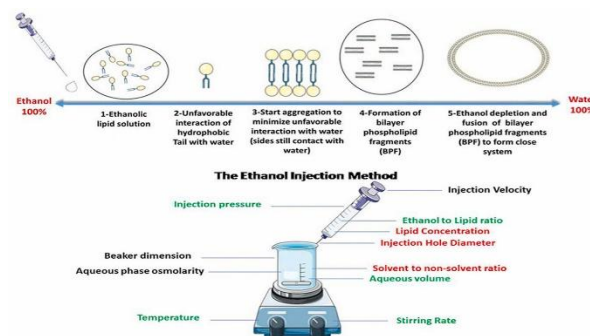 Ethanol
100%
Water
100%
1-Ethanolic
lipid solution
2-Unfavorable
interaction of
hydrophobic
Tail with water
3-Start aggregation to
minimize unfavorable
interaction with water
(sides still contact with
water)
4-Formation of
bilayer
phospholipid
fragments
(BPF)
5-Ethanol depletion and
fusion of bilayer
phospholipid fragments
(BPF) to form close
system
The Ethanol Injection Method
Injection Velocity
Injection pressure
Ethanol to Lipid ratio
Lipid Concentration
Injection Hole Diameter
Beaker dimension
Aqueous phase osmolarity
Solvent to non-solvent ratio
Aqueous volume
Temperature
Stirring Rate